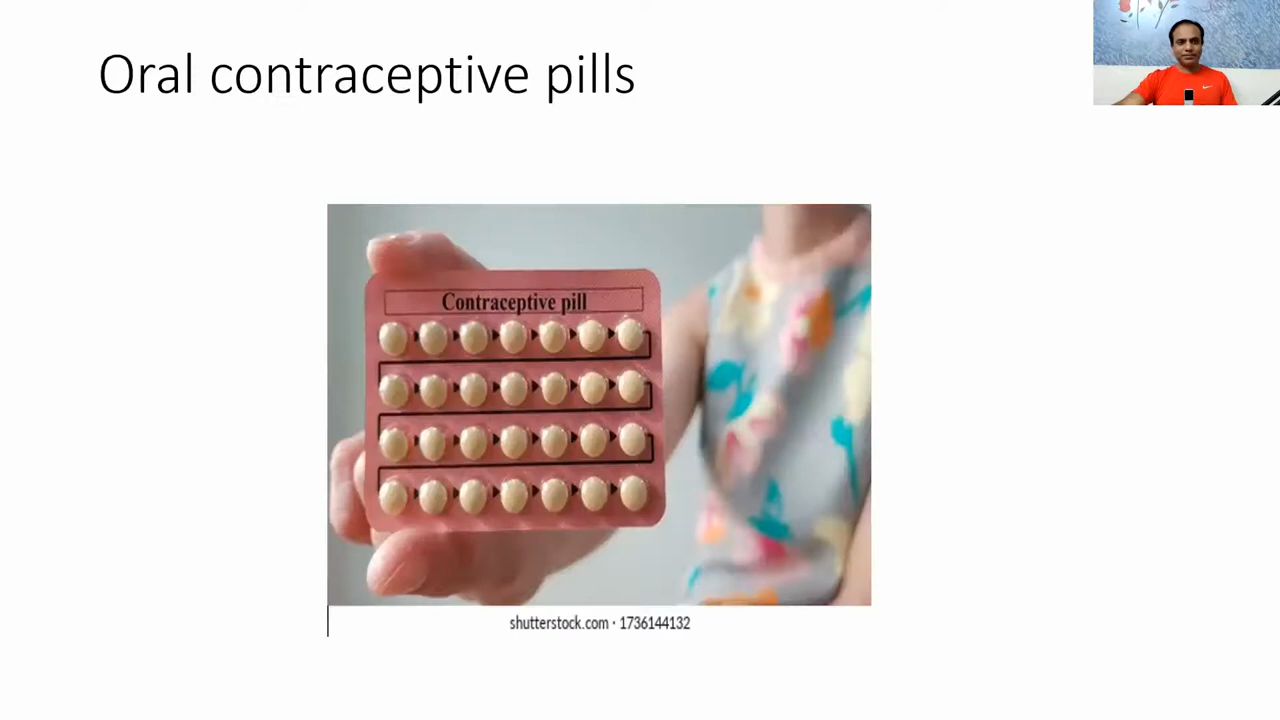 Oral contraceptive pills
Contraceptive pill
shutterstock.com · 1736144132